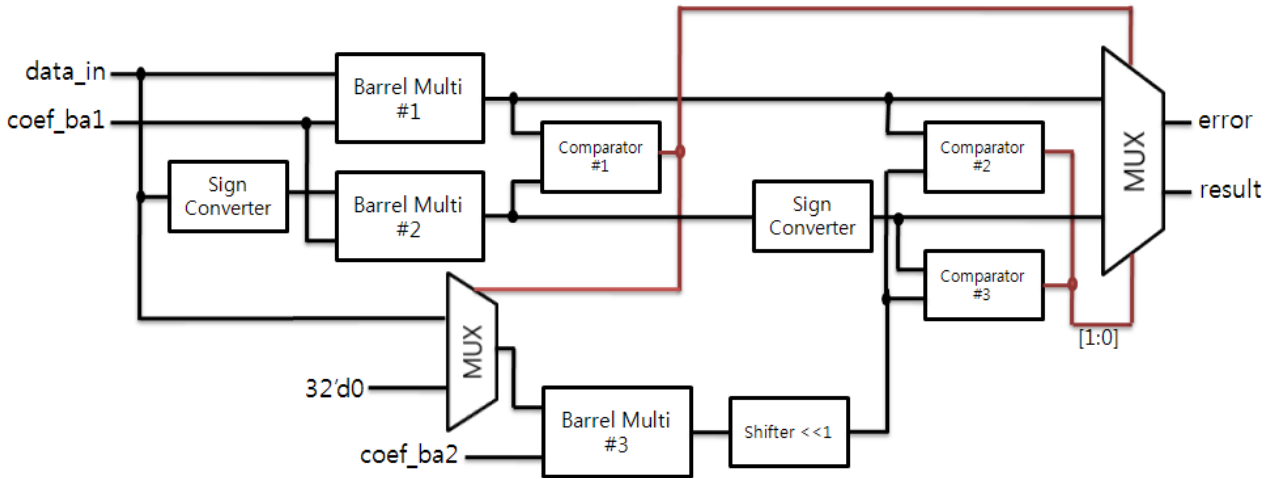 data_in
coef_ba1
Barrel Multi
#1
Comparator
#1
Comparator
#2
MUX
error
result
Sign
Converter
Barrel Multi
#2
Sign
Converter
Comparator
#3
[1:0]
MUX
32'd0
coef_ba2
Barrel Multi
#3
Shifter <<1